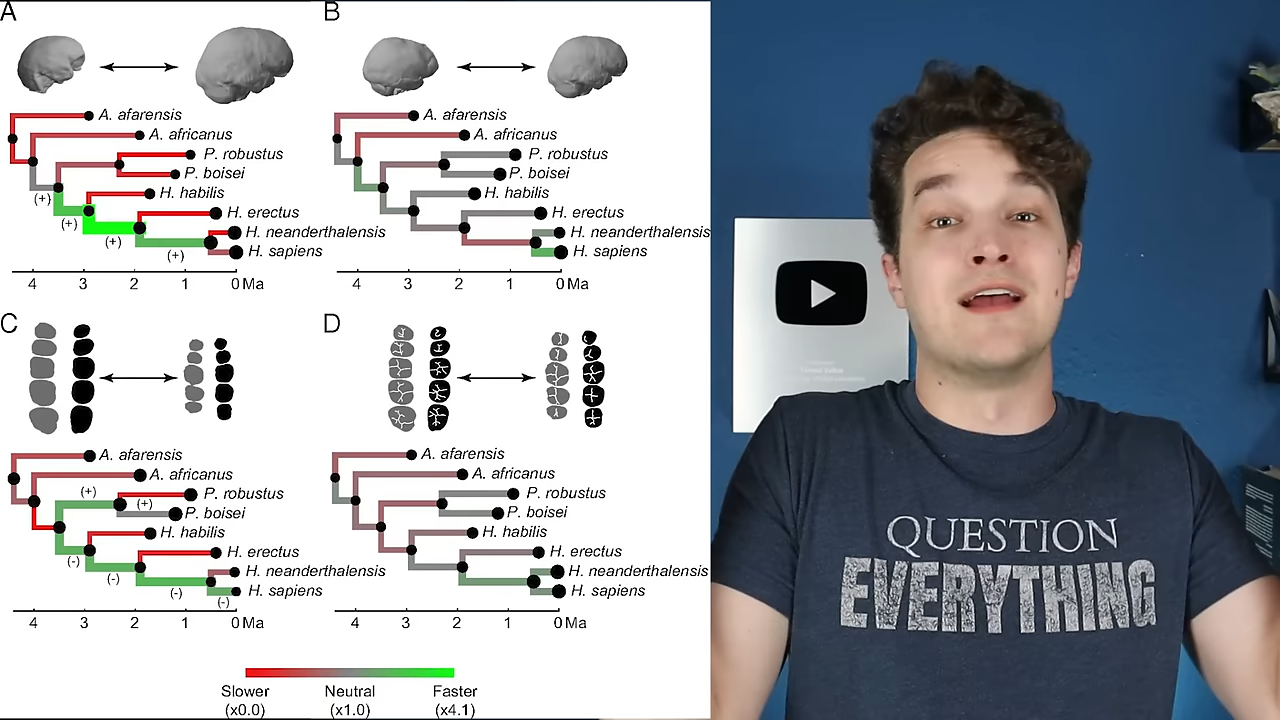 A
A. afarensis
A. africanus
P. robustus
P. boisei
H. habilis
(+)
H. erectus
(+)
H. neanderthalensis
(+)
H. sapiens
(+)
4 3 2 1 0 Ma
B
A. afarensis
A. africanus
P. robustus
P. boisei
H. habilis
H. erectus
H. neanderthalensis
H. sapiens
4 3 2 1 0 Ma
C
A. afarensis
A. africanus
(+)
P. robustus
(+)
P. boisei
H. habilis
H. erectus
(-)
H. neanderthalensis
(-)
H. sapiens
(-)
(-)
4 3 2 1 0 Ma
D
A. afarensis
A. africanus
P. robustus
P. boisei
H. habilis
H. erectus
H. neanderthalensis
H. sapiens
4 3 2 1 0 Ma
Slower Neutral Faster
(x0.0) (x1.0) (x4.1)
QUESTION
EVERYTHING